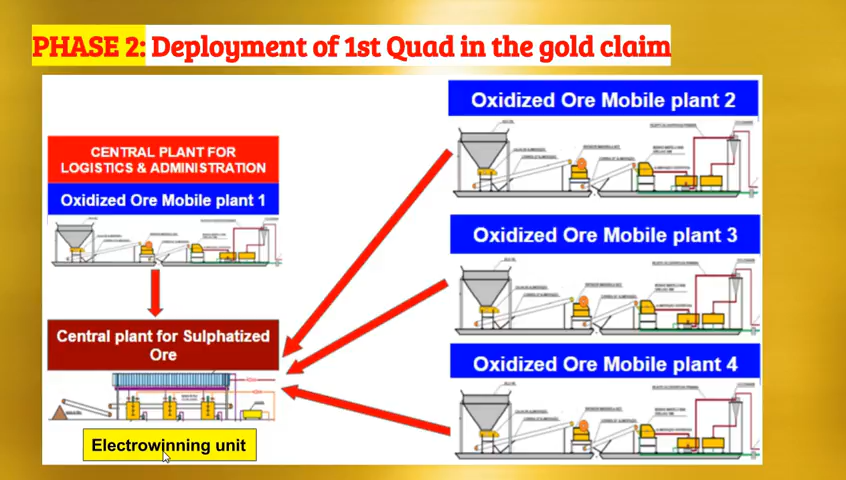 PHASE 2: Deployment of 1st Quad in the gold claim
CENTRAL PLANT FOR
LOGISTICS & ADMINISTRATION
Oxidized Ore Mobile plant 1
Central plant for Sulphatized
Ore
Electrowinning unit
Oxidized Ore Mobile plant 2
Oxidized Ore Mobile plant 3
Oxidized Ore Mobile plant 4